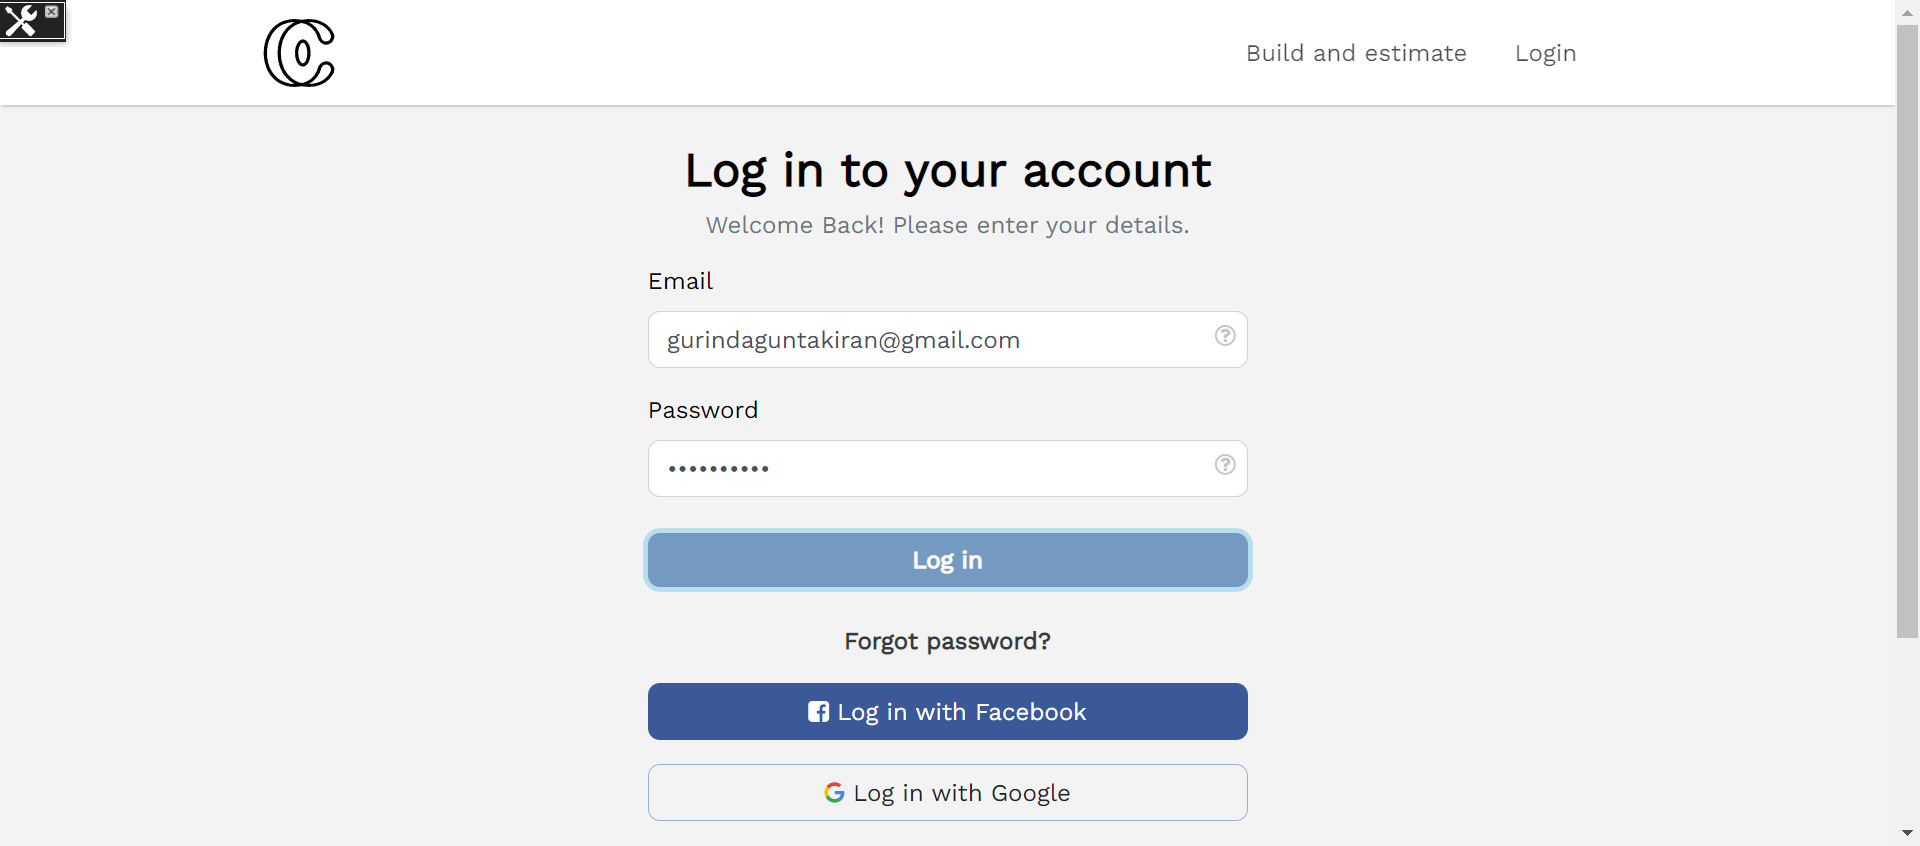 Build and estimate
Login
Log in to your account
Welcome Back! Please enter your details.
Email
gurindaguntakiran@gmail.com
Password
••••••••••
Log in
Forgot password?
Log in with Facebook
Log in with Google